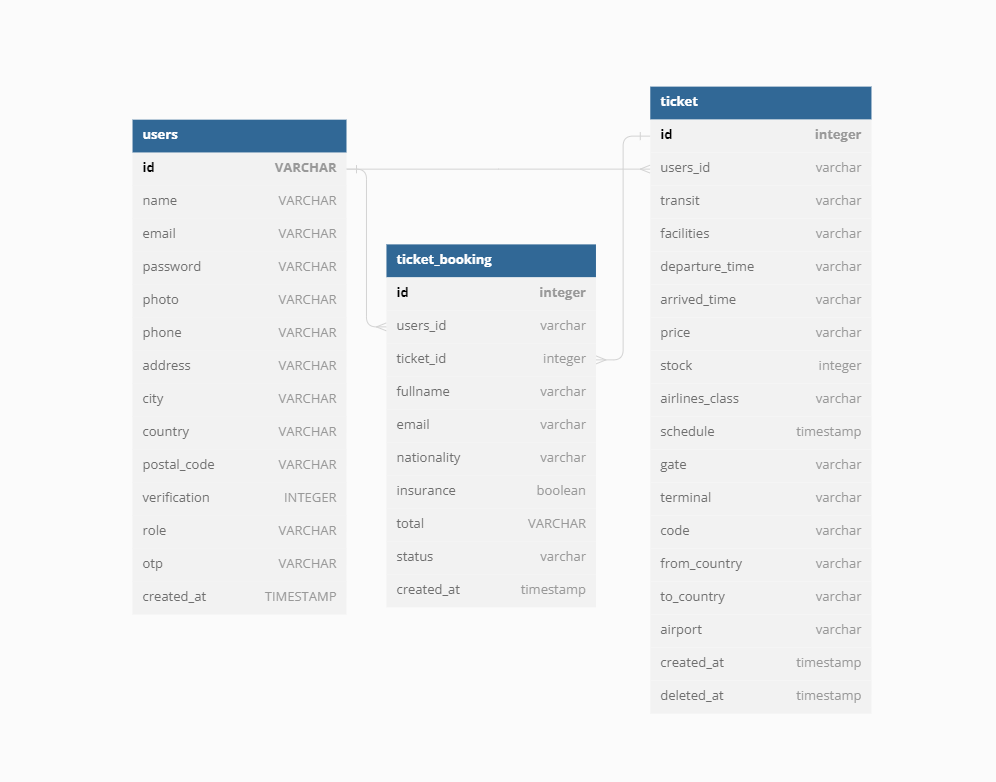 users
id VARCHAR
name VARCHAR
email VARCHAR
password VARCHAR
photo VARCHAR
phone VARCHAR
address VARCHAR
city VARCHAR
country VARCHAR
postal_code VARCHAR
verification INTEGER
role VARCHAR
otp VARCHAR
created_at TIMESTAMP
ticket_booking
id integer
users_id varchar
ticket_id integer
fullname varchar
email varchar
nationality varchar
insurance boolean
total VARCHAR
status varchar
created_at timestamp
ticket
id integer
users_id varchar
transit varchar
facilities varchar
departure_time varchar
arrived_time varchar
price varchar
stock integer
airlines_class varchar
schedule timestamp
gate varchar
terminal varchar
code varchar
from_country varchar
to_country varchar
airport varchar
created_at timestamp
deleted_at timestamp